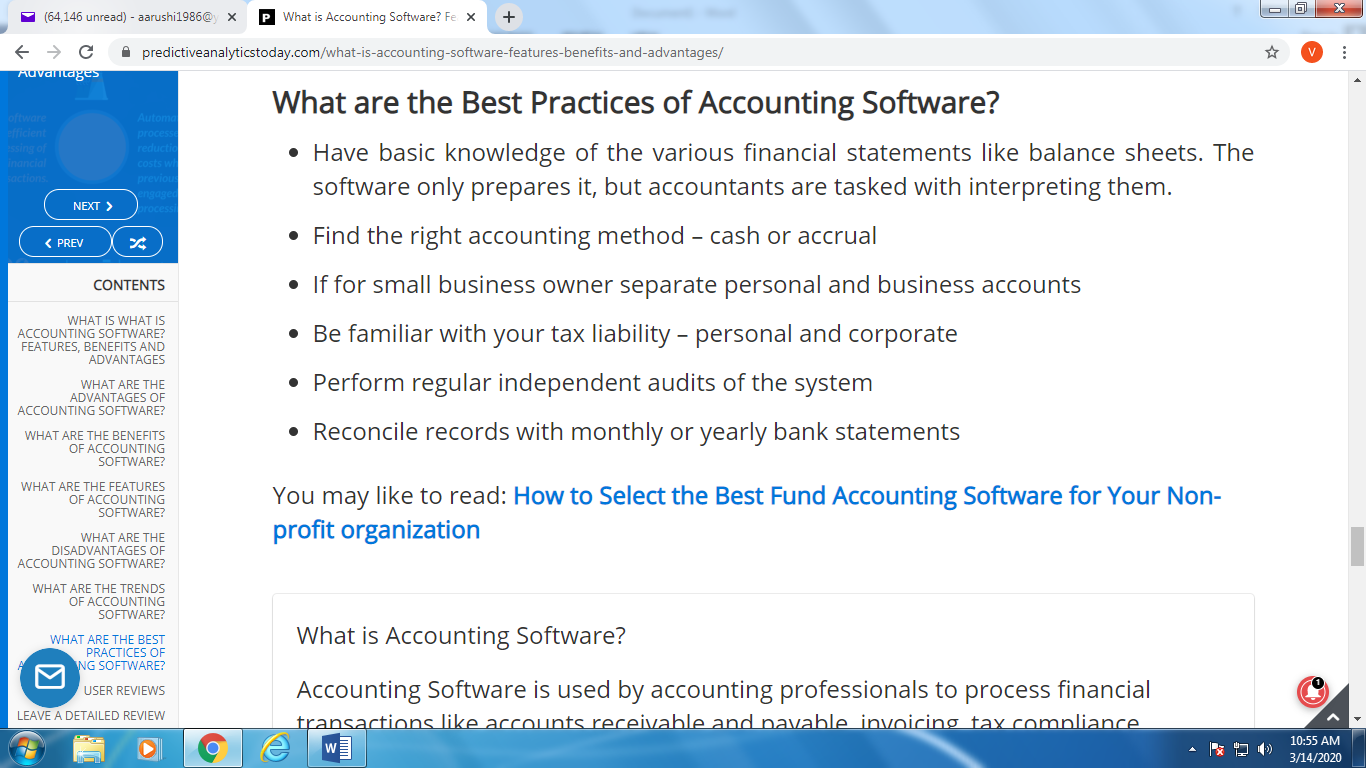 (64,146 unread) - aarushi1986@y
What is Accounting Software? Fe
predictiveanalyticstoday.com/what-is-accounting-software-features-benefits-and-advantages/
V
Advantages
NEXT
PREV
CONTENTS
WHAT IS WHAT IS
ACCOUNTING SOFTWARE?
FEATURES, BENEFITS AND
ADVANTAGES
WHAT ARE THE
ADVANTAGES OF
ACCOUNTING SOFTWARE?
WHAT ARE THE BENEFITS
OF ACCOUNTING
SOFTWARE?
WHAT ARE THE FEATURES
OF ACCOUNTING
SOFTWARE?
WHAT ARE THE
DISADVANTAGES OF
ACCOUNTING SOFTWARE?
WHAT ARE THE TRENDS
OF ACCOUNTING
SOFTWARE?
WHAT ARE THE BEST
PRACTICES OF
SOFTWARE?
USER REVIEWS
LEAVE A DETAILED REVIEW
What are the Best Practices of Accounting Software?
• Have basic knowledge of the various financial statements like balance sheets. The
software only prepares it, but accountants are tasked with interpreting them.
• Find the right accounting method – cash or accrual
• If for small business owner separate personal and business accounts
• Be familiar with your tax liability – personal and corporate
• Perform regular independent audits of the system
• Reconcile records with monthly or yearly bank statements
You may like to read: How to Select the Best Fund Accounting Software for Your Non-
profit organization
What is Accounting Software?
Accounting Software is used by accounting professionals to process financial
transactions like accounts receivable and payable, invoicing, tax compliance
1
10:55 AM
3/14/2020